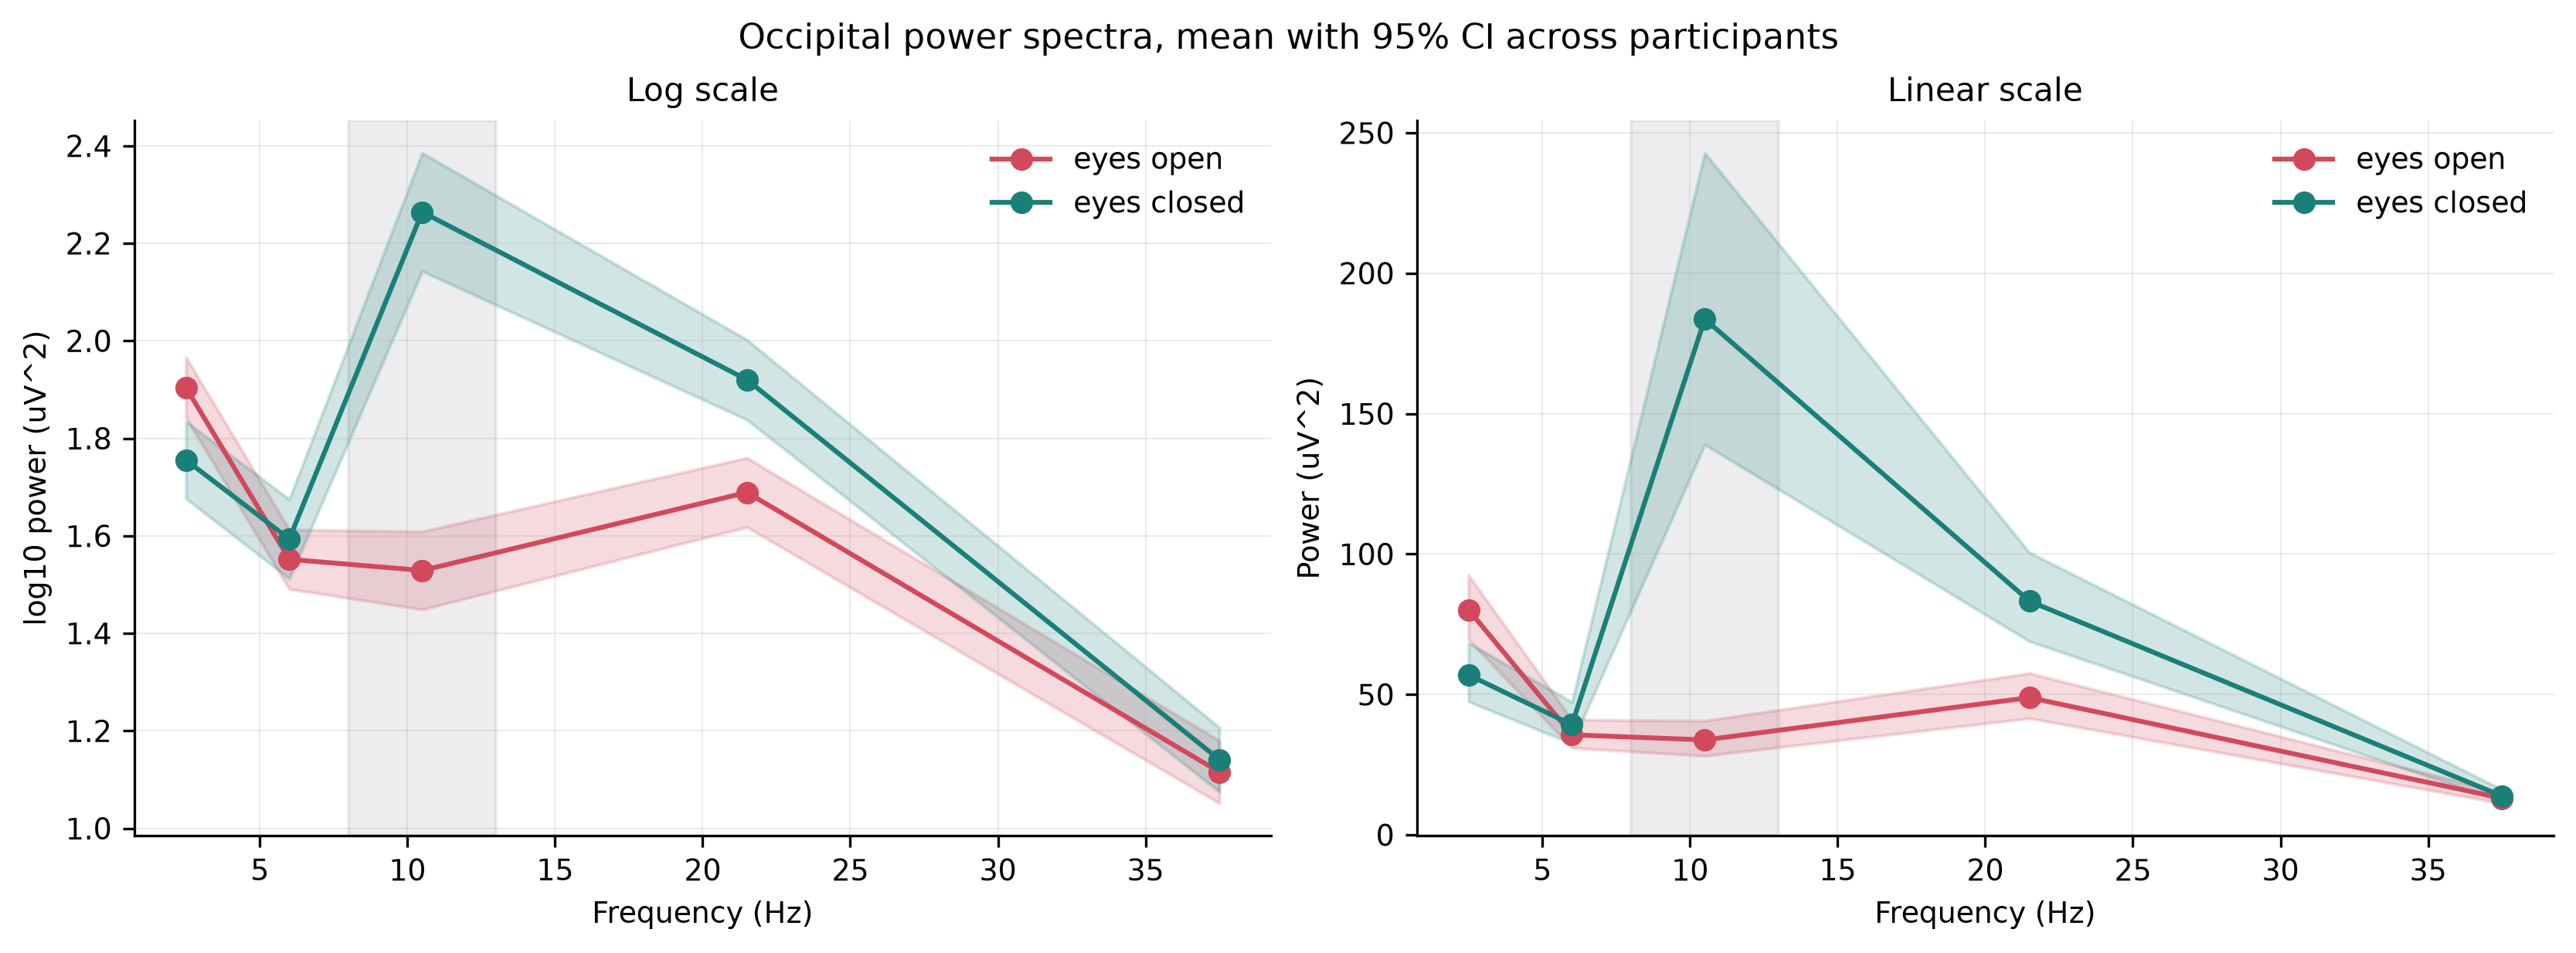 Occipital power spectra, mean with 95% CI across participants
Log scale
log10 power (uV^2)
2.4
2.2
2.0
1.8
1.6
1.4
1.2
1.0
eyes open
eyes closed
5 10 15 20 25 30 35
Frequency (Hz)
Linear scale
Power (uV^2)
250
200
150
100
50
0
eyes open
eyes closed
5 10 15 20 25 30 35
Frequency (Hz)